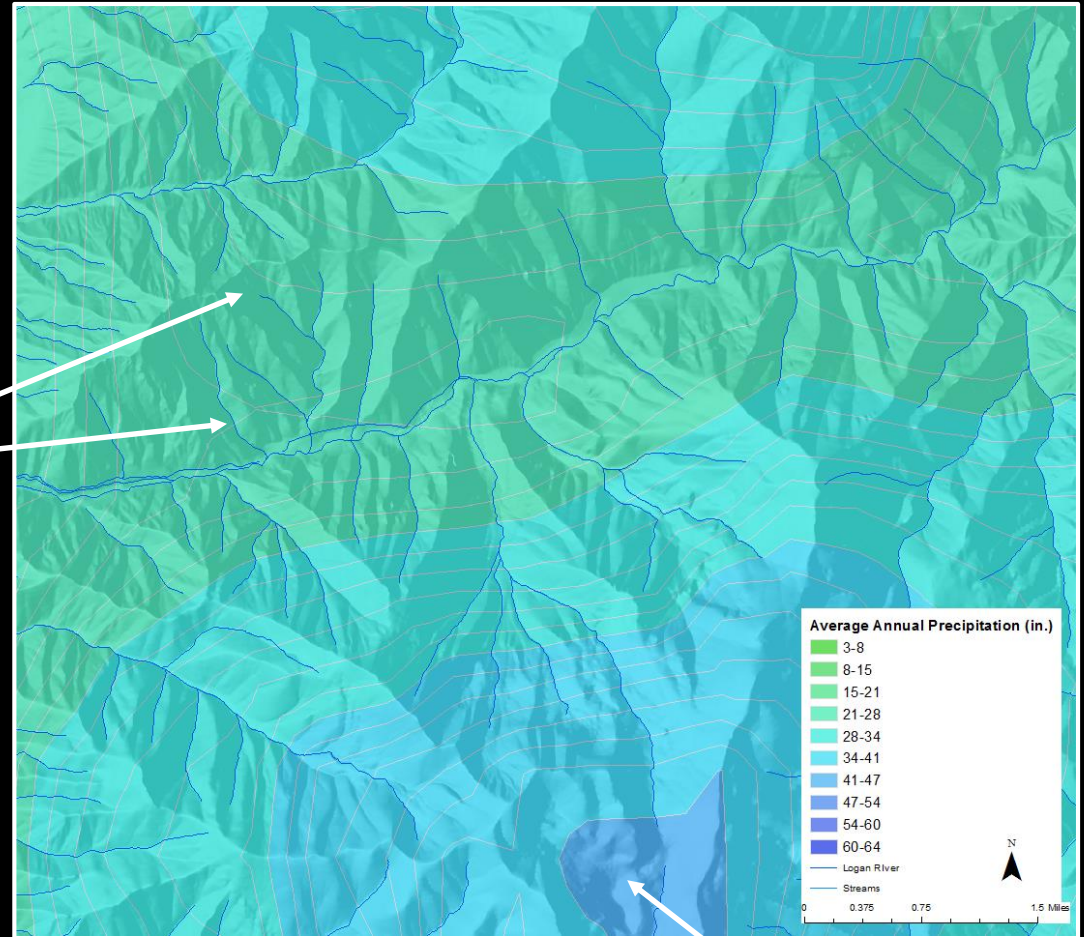 Average Annual Precipitation (in.)
3-8
8-15
15-21
21-28
28-34
34-41
41-47
47-54
54-60
60-64
Logan River
Streams
N
0 0.375 0.75 1.5 Miles